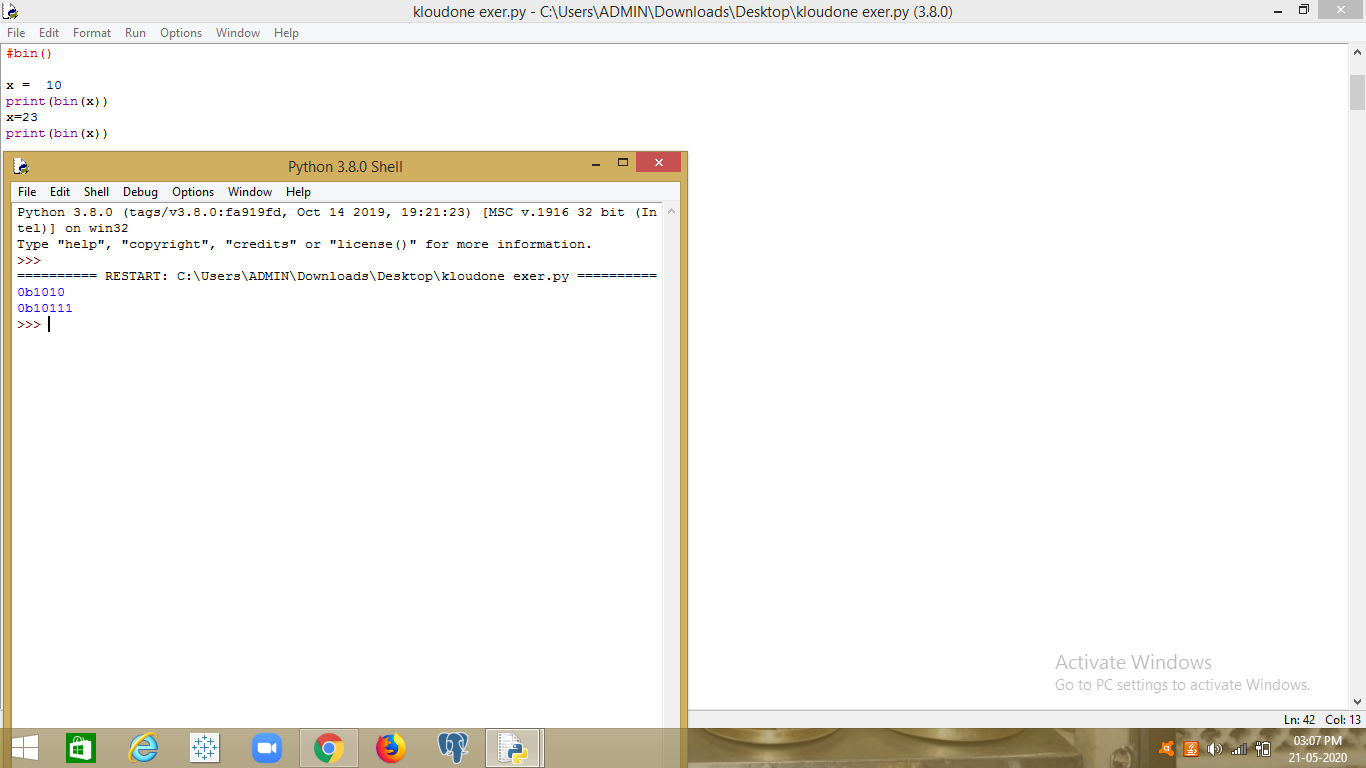 kloudone exer.py - C:\Users\ADMIN\Downloads\Desktop\kloudone exer.py (3.8.0)
File Edit Format Run Options Window Help
#bin()
x =  10
print(bin(x))
x=23
print(bin(x))
Python 3.8.0 Shell
File Edit Shell Debug Options Window Help
Python 3.8.0 (tags/v3.8.0:fa919fd, Oct 14 2019, 19:21:23) [MSC v.1916 32 bit (In
tel)] on win32
Type "help", "copyright", "credits" or "license()" for more information.
>>>
========== RESTART: C:\Users\ADMIN\Downloads\Desktop\kloudone exer.py ==========
0b1010
0b10111
>>>
Activate Windows
Go to PC settings to activate Windows.
Ln: 42 Col: 13
03:07 PM
21-05-2020